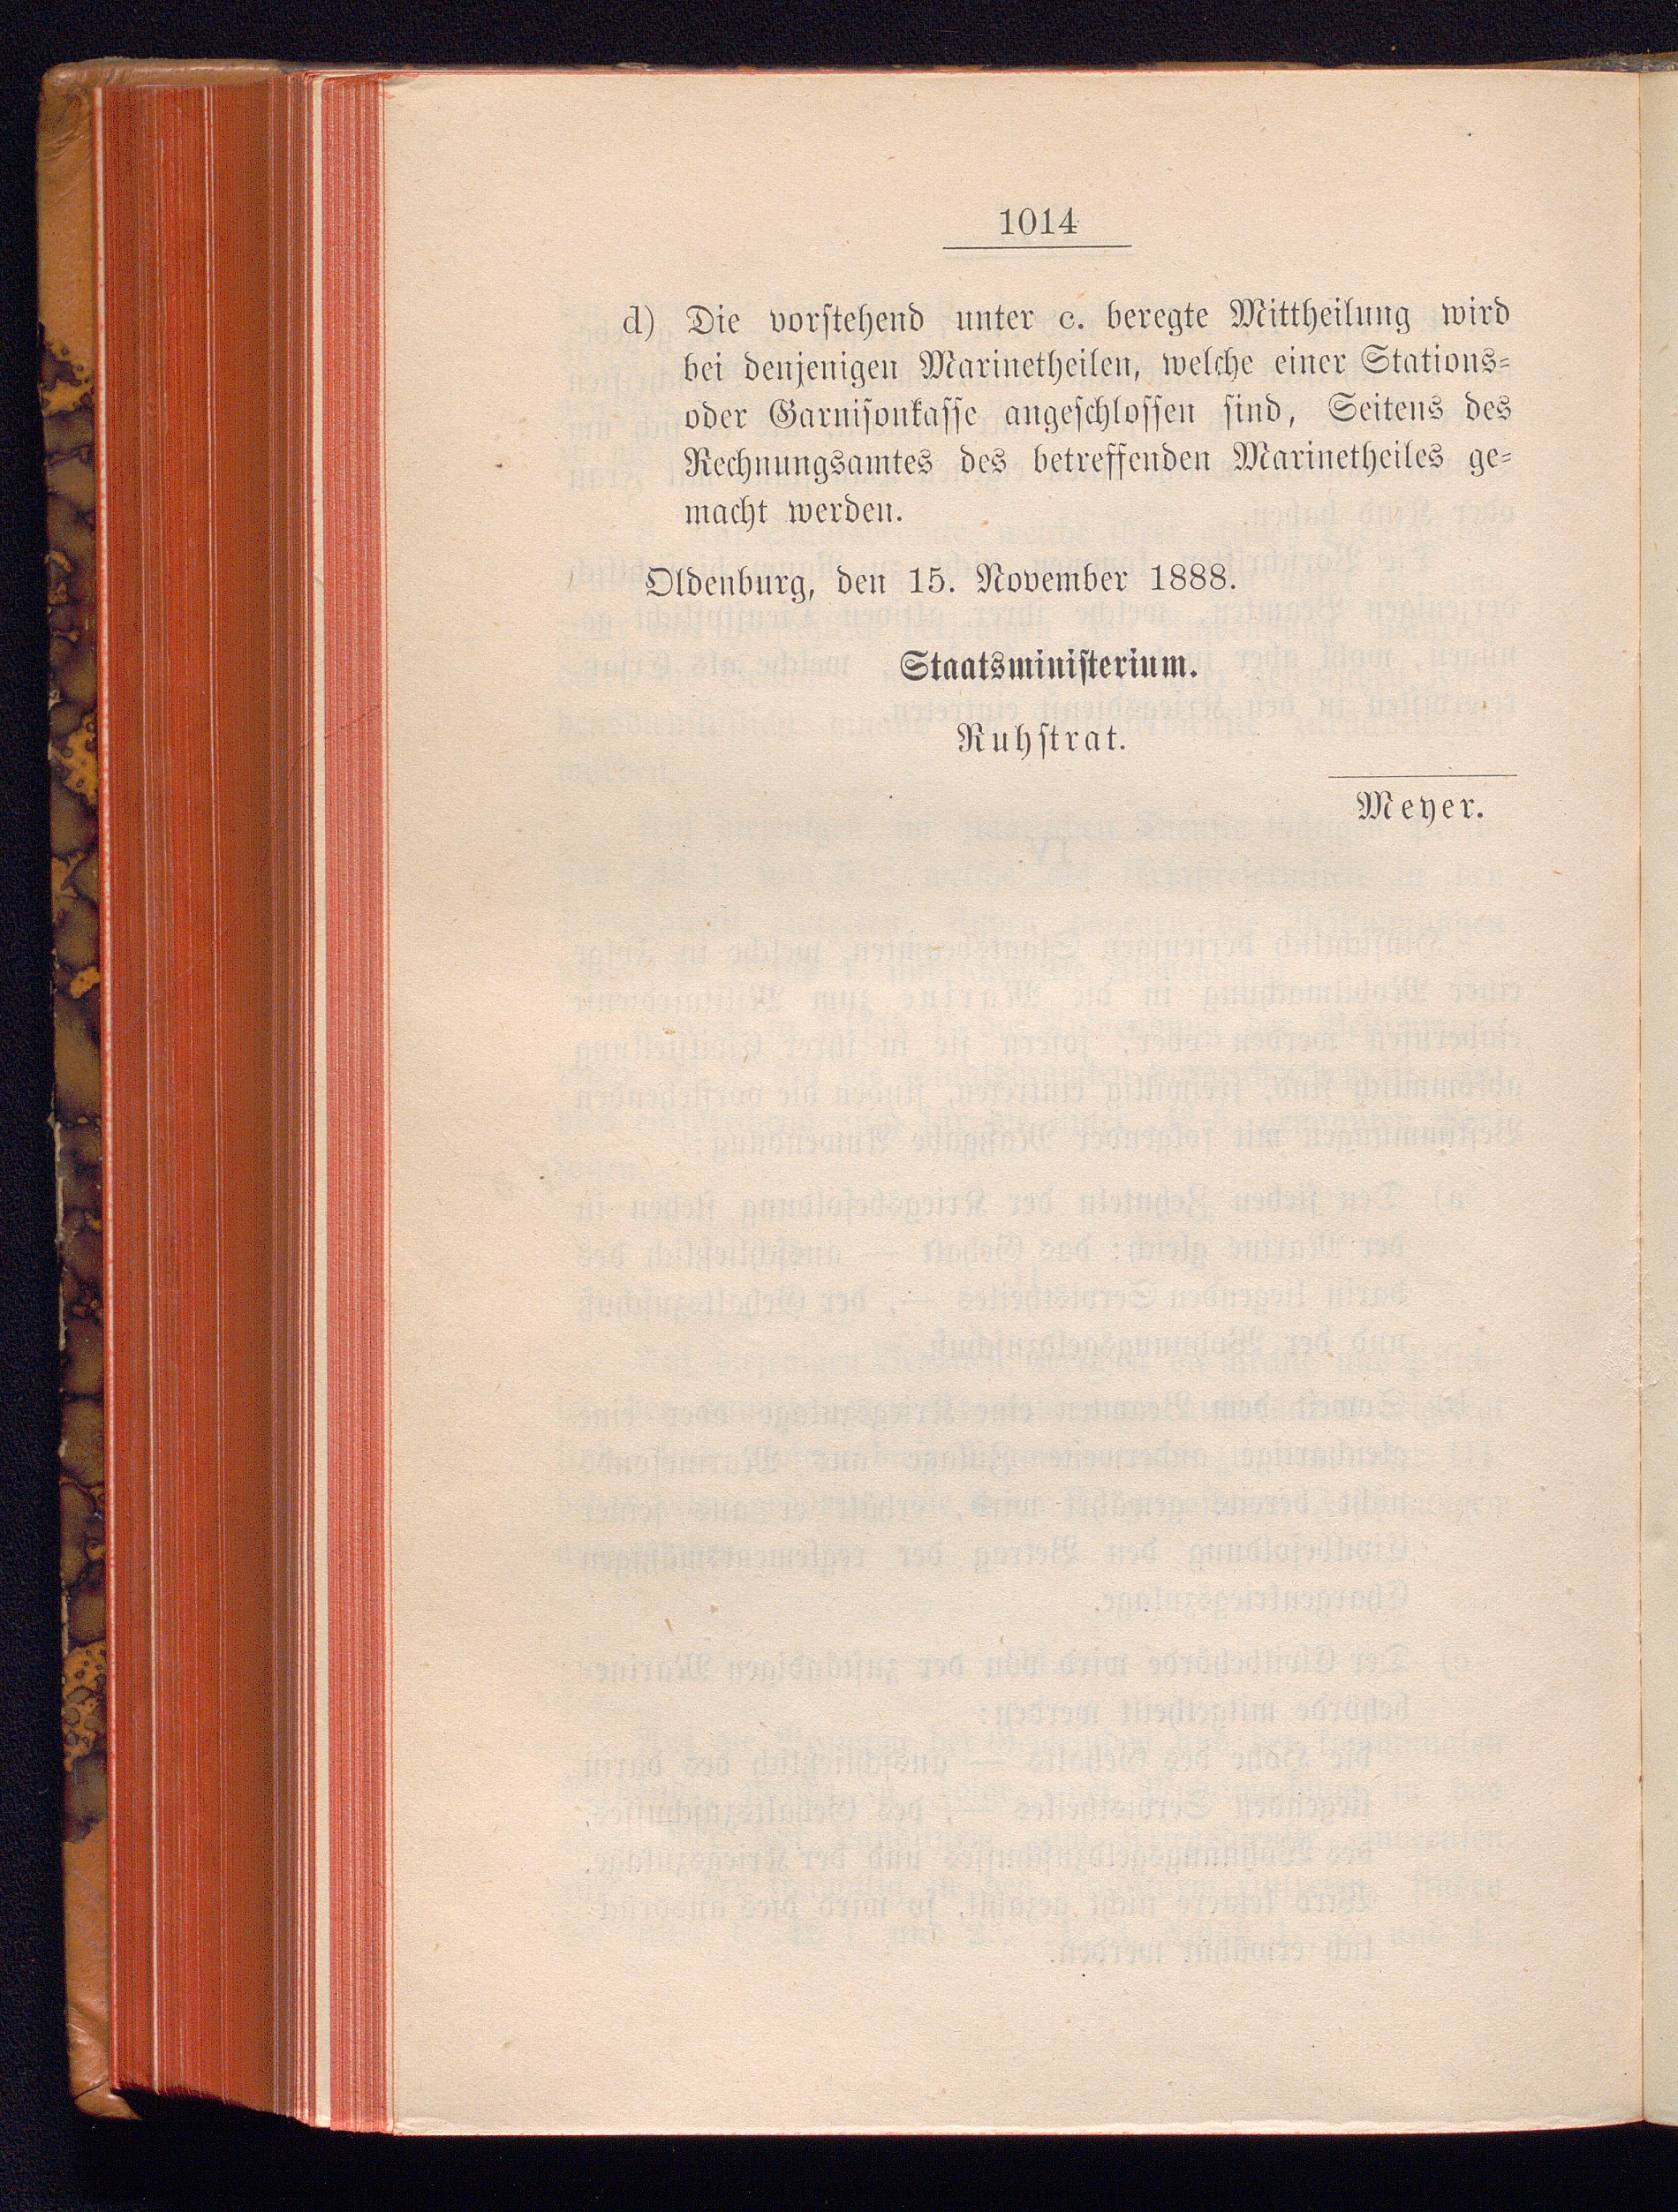 1014
d) Die vorstehend unter c. beregte Mittheilung wird
bei denjenigen Marinetheilen, welche einer Stations-
oder Garnisonkasse angeschlossen sind, Seitens des
Rechnungsamtes des betreffenden Marinetheiles ge-
macht werden.
Oldenburg, den 15. November 1888.
Staatsministerium.
Ruhstrat.
Meyer.